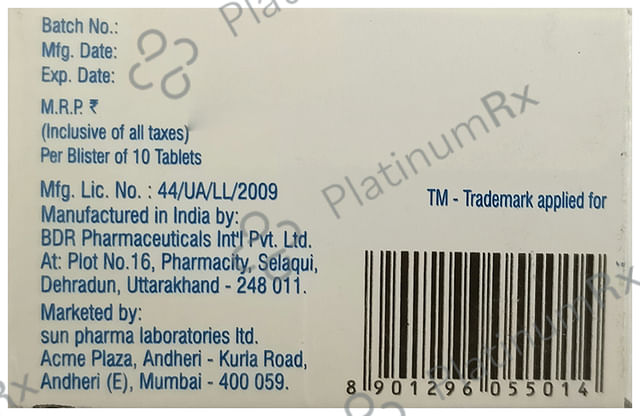 Batch No.:
Mfg. Date:
Exp. Date:
M.R.P. ₹
(Inclusive of all taxes)
Per Blister of 10 Tablets
Mfg. Lic. No. : 44/UA/LL/2009
Manufactured in India by:
BDR Pharmaceuticals Int'l Pvt. Ltd.
At: Plot No.16, Pharmacity, Selaqui,
Dehradun, Uttarakhand - 248 011.
Marketed by:
sun pharma laboratories ltd.
Acme Plaza, Andheri - Kurla Road,
Andheri (E), Mumbai - 400 059.
TM - Trademark applied for
8 901296 055014
PlatinumRx